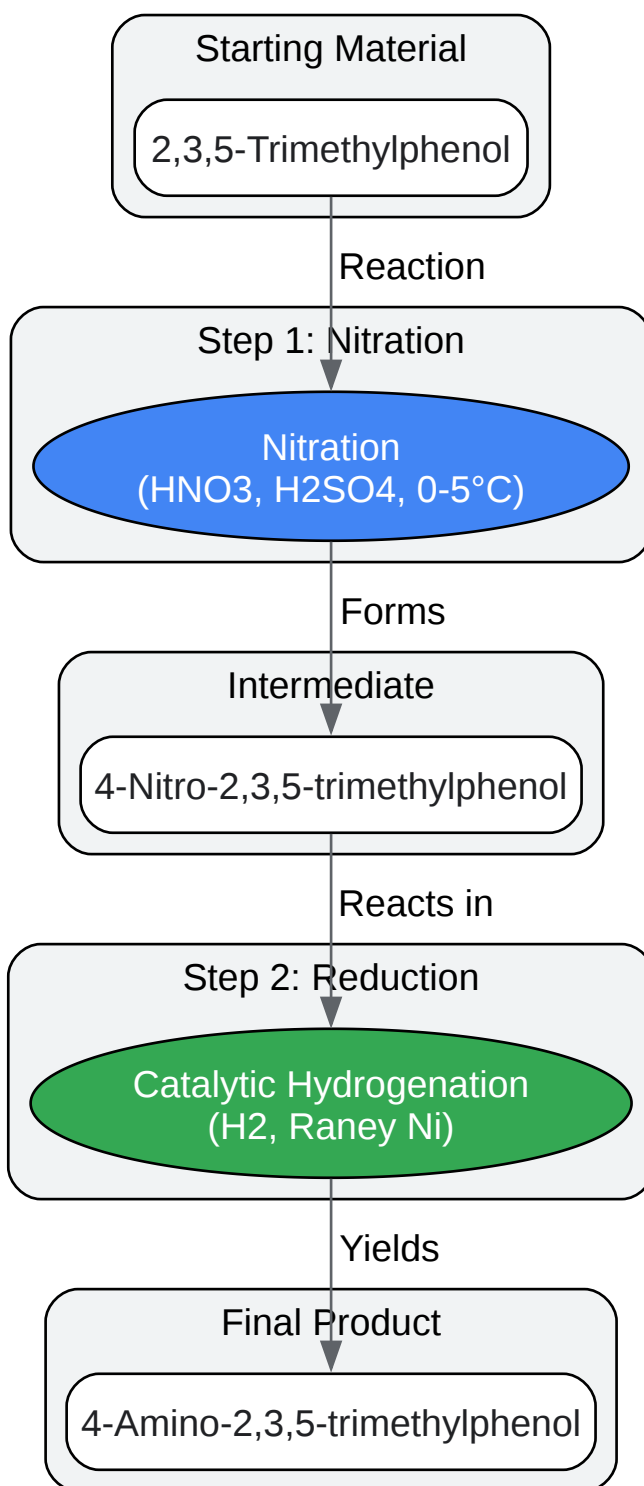 Starting Material
2,3,5-Trimethylphenol
Reaction
Step 1: Nitration
Nitration
(HNO3, H2SO4, 0-5°C)
Forms
Intermediate
4-Nitro-2,3,5-trimethylphenol
Reacts in
Step 2: Reduction
Catalytic Hydrogenation
(H2, Raney Ni)
Yields
Final Product
4-Amino-2,3,5-trimethylphenol